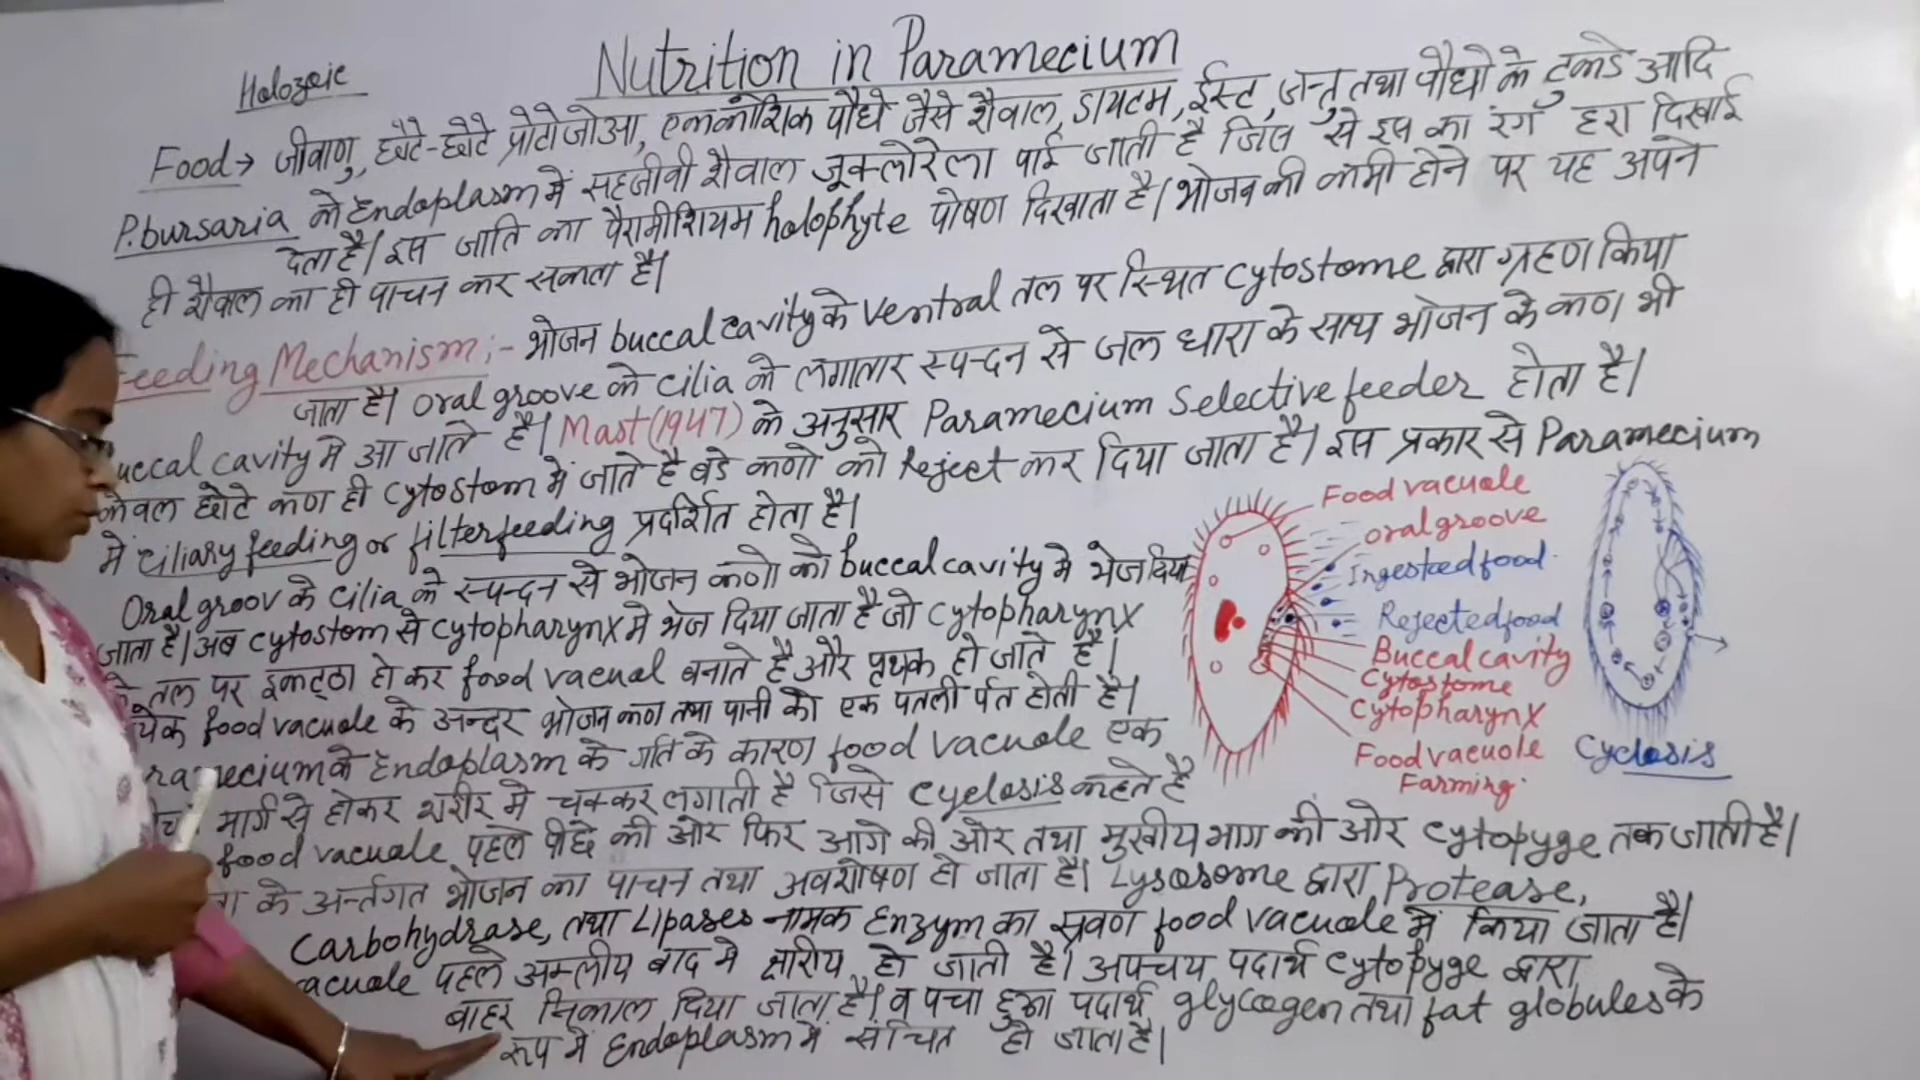 Nutrition in Paramecium
Holozoic
Food→ जीवाणु, छोटे-छोटे प्रोटोजोआ, एककोशिक पौधे जैसे शैवाल, डायटम, ईस्ट, जन्तु तथा पौधों के टुकडे आदि
P.bursaria के Endoplasm में सहजीवी शैवाल जूक्लोरेला पाई जाती है जिस से इस का रंग हरा दिखाई
देता है। इस जाति का पैरामीशियम holophyte पोषण दिखाता है। भोजन की कमी होने पर यह अपने
ही शैवाल का ही पाचन कर सकता है।
Feeding Mechanism:- भोजन buccal cavity के ventral तल पर स्थित cytostome द्वारा ग्रहण किया
जाता है। oral groove के cilia के लगातार स्पन्दन से जल धारा के साथ भोजन के कण भी
uccal cavity मे आ जाते है। Mast (1947) के अनुसार Paramecium Selective feeder होता है।
केवल छोटे कण ही cytostom में जाते है बडे कणो को Reject कर दिया जाता है। इस प्रकार से Paramecium
में ciliary feeding or filterfeeding प्रदर्शित होता है।
Oral groov के cilia के स्पन्दन से भोजन कणो को buccal cavity मे भेज दिया
जाता है। अब cytostom से cytopharynx मे भेज दिया जाता है जो cytopharynx
के तल पर इकट्ठा हो कर food vacual बनाते है और पृथक हो जाते है।
येक food vacuole के अन्दर भोजन कण तथा पानी की एक पतली पर्त होती है।
ramecium के Endoplasm के गति के कारण food vacuole एक
मार्ग से होकर शरीर मे चक्कर लगाती है जिसे cyclosis कहते है
food vacuole पहले पीछे की ओर फिर आगे की ओर तथा मुखीय भाग की ओर cytopyge तक जाती है।
के अर्न्तगत भोजन का पाचन तथा अवशोषण हो जाता है। Lysosome द्वारा Protease,
Carbohydrase, तथा Lipases नामक Enzym का स्रवण food vacuole में किया जाता है।
acuole पहले अम्लीय बाद मे क्षारीय हो जाती है। अपचय पदार्थ cytopyge द्वारा
बाहर निकाल दिया जाता है। व पचा हुआ पदार्थ glycogen तथा fat globules के
रूप में Endoplasm में संचित हो जाता है।
Food vacuole
oral groove
Ingestaed food
Rejected food
Buccal cavity
Cytostome
Cytopharynx
Food vacuole
Farming
Cyclosis